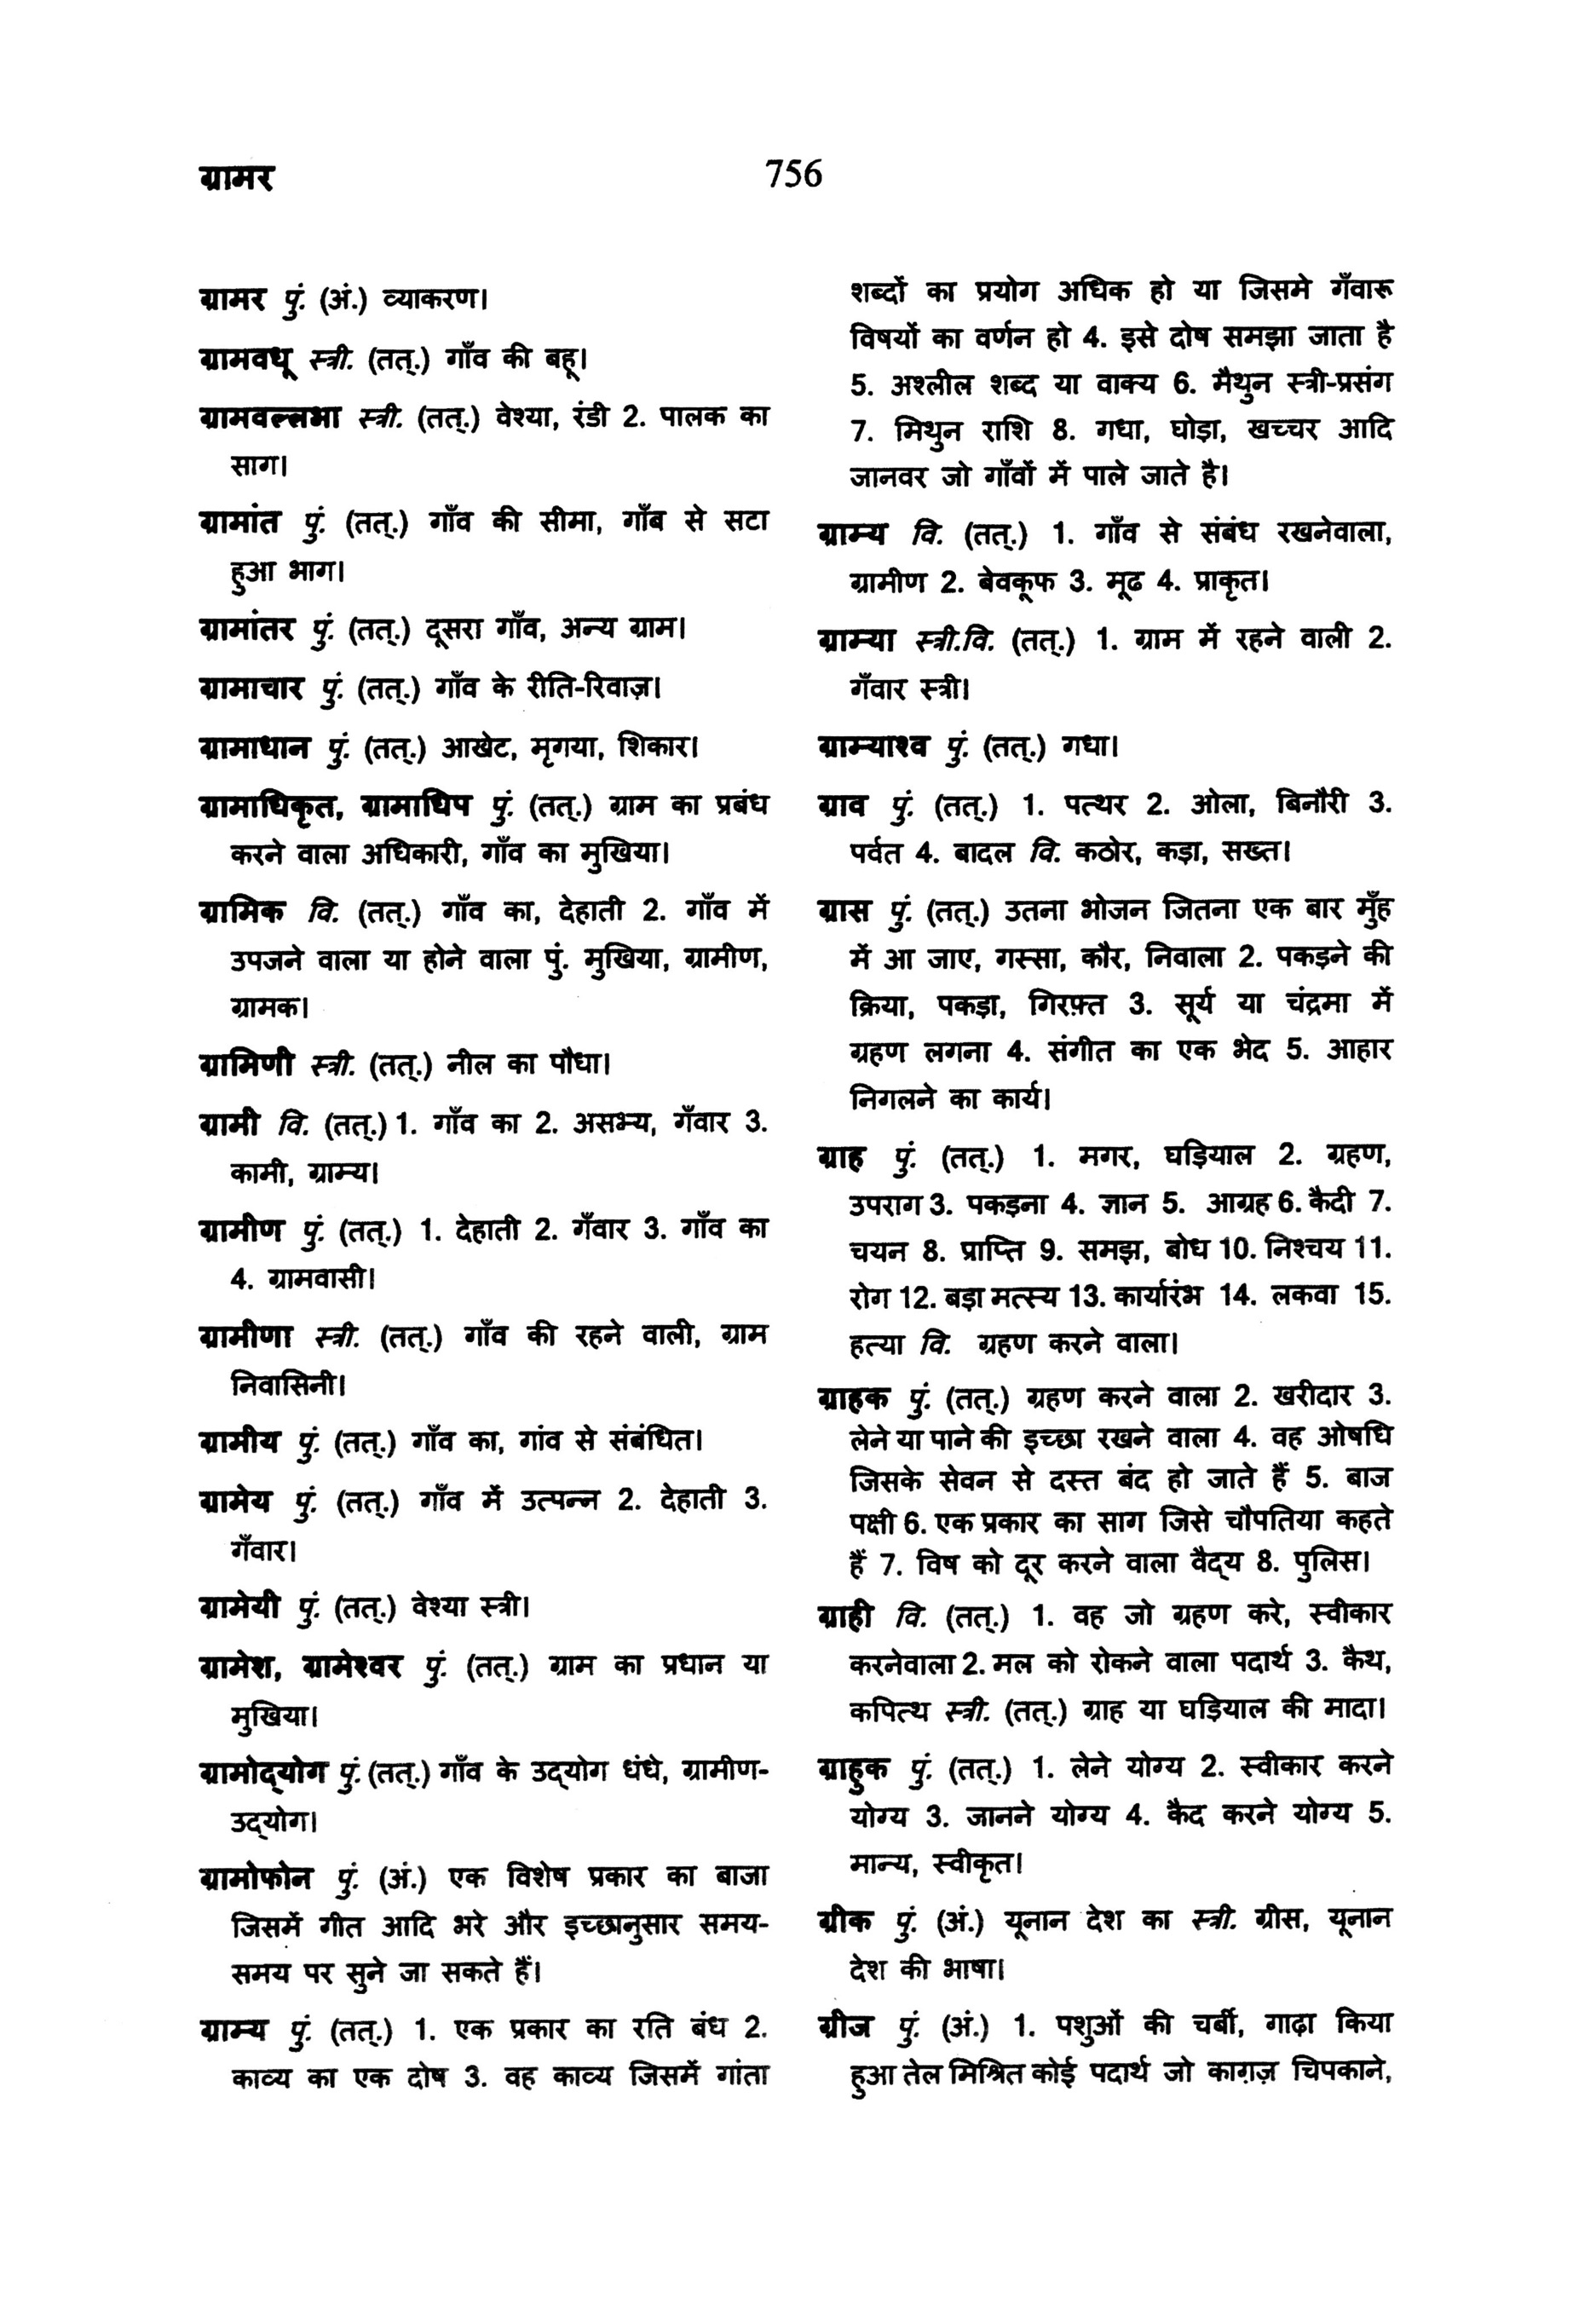 ग्रामर
756
ग्रामर पुं. (अं.) व्याकरण।
ग्रामवधू स्त्री. (तत्.) गाँव की बहू।
ग्रामवल्लभा स्त्री. (तत्.) वेश्या, रंडी 2. पालक का
साग।
ग्रामांत पुं. (तत्.) गाँव की सीमा, गाँब से सटा
हुआ भाग।
ग्रामांतर पुं. (तत्.) दूसरा गाँव, अन्य ग्राम।
ग्रामाचार पुं. (तत्.) गाँव के रीति-रिवाज़।
ग्रामाधान पुं. (तत्.) आखेट, मृगया, शिकार।
ग्रामाधिकृत, ग्रामाधिप पुं. (तत्.) ग्राम का प्रबंध
करने वाला अधिकारी, गाँव का मुखिया।
ग्रामिक वि. (तत्.) गाँव का, देहाती 2. गाँव में
उपजने वाला या होने वाला पुं. मुखिया, ग्रामीण,
ग्रामक।
ग्रामिणी स्त्री. (तत्.) नील का पौधा।
ग्रामी वि. (तत्.) 1. गाँव का 2. असभ्य, गँवार 3.
कामी, ग्राम्य।
ग्रामीण पुं. (तत्.) 1. देहाती 2. गँवार 3. गाँव का
4. ग्रामवासी।
ग्रामीणा स्त्री. (तत्.) गाँव की रहने वाली, ग्राम
निवासिनी।
ग्रामीय पुं. (तत्.) गाँव का, गांव से संबंधित।
ग्रामेय पुं. (तत्.) गाँव में उत्पन्न 2. देहाती 3.
गँवार।
ग्रामेयी पुं. (तत्.) वेश्या स्त्री।
ग्रामेश, ग्रामेश्वर पुं. (तत्.) ग्राम का प्रधान या
मुखिया।
ग्रामोद्‌योग पुं. (तत्.) गाँव के उद्‌योग धंधे, ग्रामीण-
उद्‌योग।
ग्रामोफोन पुं. (अं.) एक विशेष प्रकार का बाजा
जिसमें गीत आदि भरे और इच्छानुसार समय-
समय पर सुने जा सकते हैं।
ग्राम्य पुं. (तत्.) 1. एक प्रकार का रति बंध 2.
काव्य का एक दोष 3. वह काव्य जिसमें गांता
शब्दों का प्रयोग अधिक हो या जिसमे गँवारू
विषयों का वर्णन हो 4. इसे दोष समझा जाता है
5. अश्लील शब्द या वाक्य 6. मैथुन स्त्री-प्रसंग
7. मिथुन राशि 8. गधा, घोड़ा, खच्चर आदि
जानवर जो गाँवों में पाले जाते है।
ग्राम्य वि. (तत्.) 1. गाँव से संबंध रखनेवाला,
ग्रामीण 2. बेवकूफ 3. मूढ 4. प्राकृत।
ग्राम्या स्त्री.वि. (तत्.) 1. ग्राम में रहने वाली 2.
गँवार स्त्री।
ग्राम्याश्व पुं. (तत्.) गधा।
ग्राव पुं. (तत्.) 1. पत्थर 2. ओला, बिनौरी 3.
पर्वत 4. बादल वि. कठोर, कड़ा, सख्त।
ग्रास पुं. (तत्.) उतना भोजन जितना एक बार मुँह
में आ जाए, गस्सा, कौर, निवाला 2. पकड़ने की
क्रिया, पकड़ा, गिरफ़्त 3. सूर्य या चंद्रमा में
ग्रहण लगना 4. संगीत का एक भेद 5. आहार
निगलने का कार्य।
ग्राह पुं. (तत्.) 1. मगर, घड़ियाल 2. ग्रहण,
उपराग 3. पकड़ना 4. ज्ञान 5. आग्रह 6. कैदी 7.
चयन 8. प्राप्ति 9. समझ, बोध 10. निश्चय 11.
रोग 12. बड़ा मत्स्य 13. कार्यारंभ 14. लकवा 15.
हत्या वि. ग्रहण करने वाला।
ग्राहक पुं. (तत्.) ग्रहण करने वाला 2. खरीदार 3.
लेने या पाने की इच्छा रखने वाला 4. वह ओषधि
जिसके सेवन से दस्त बंद हो जाते हैं 5. बाज
पक्षी 6. एक प्रकार का साग जिसे चौपतिया कहते
हैं 7. विष को दूर करने वाला वैद्‌य 8. पुलिस।
ग्राही वि. (तत्.) 1. वह जो ग्रहण करे, स्वीकार
करनेवाला 2. मल को रोकने वाला पदार्थ 3. कैथ,
कपित्थ स्त्री. (तत्.) ग्राह या घड़ियाल की मादा।
ग्राहुक पुं. (तत्.) 1. लेने योग्य 2. स्वीकार करने
योग्य 3. जानने योग्य 4. कैद करने योग्य 5.
मान्य, स्वीकृत।
ग्रीक पुं. (अं.) यूनान देश का स्त्री. ग्रीस, यूनान
देश की भाषा।
ग्रीज पुं. (अं.) 1. पशुओं की चर्बी, गाढ़ा किया
हुआ तेल मिश्रित कोई पदार्थ जो काग़ज़ चिपकाने,